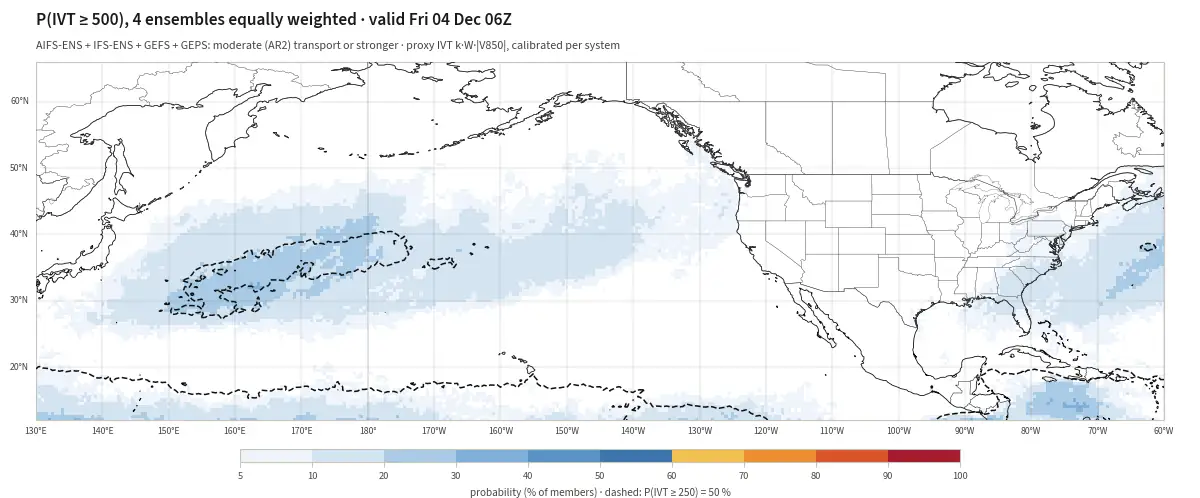 P(IVT ≥ 500), 4 ensembles equally weighted · valid Fri 04 Dec 06Z
AIFS-ENS + IFS-ENS + GEFS + GEPS: moderate (AR2) transport or stronger · proxy IVT k·W·|V850|, calibrated per system
60°N
50°N
40°N
30°N
20°N
130°E 140°E 150°E 160°E 170°E 180° 170°W 160°W 150°W 140°W 130°W 120°W 110°W 100°W 90°W 80°W 70°W 60°W
5 10 20 30 40 50 60 70 80 90 100
probability (% of members) · dashed: P(IVT ≥ 250) = 50 %